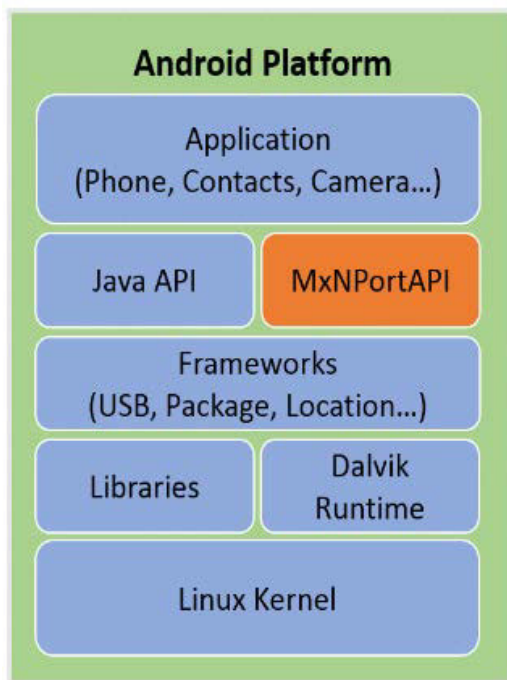 Android Platform
Application
(Phone, Contacts, Camera...)
Java API
MxNPortAPI
Frameworks
(USB, Package, Location...)
Libraries
Dalvik
Runtime
Linux Kernel